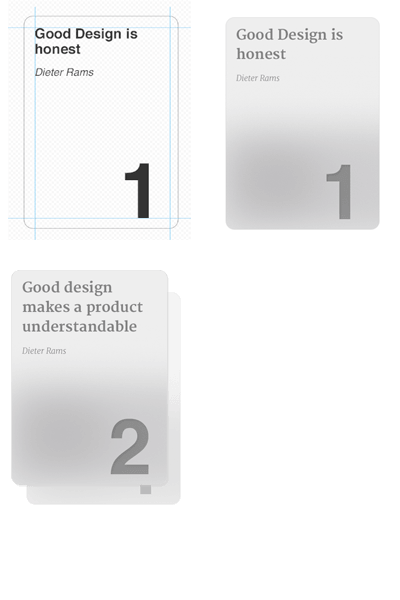 Good Design is
honest
Dieter Rams
1
Good Design is
honest
Dieter Rams
1
Good design
makes a product
understandable
Dieter Rams
2